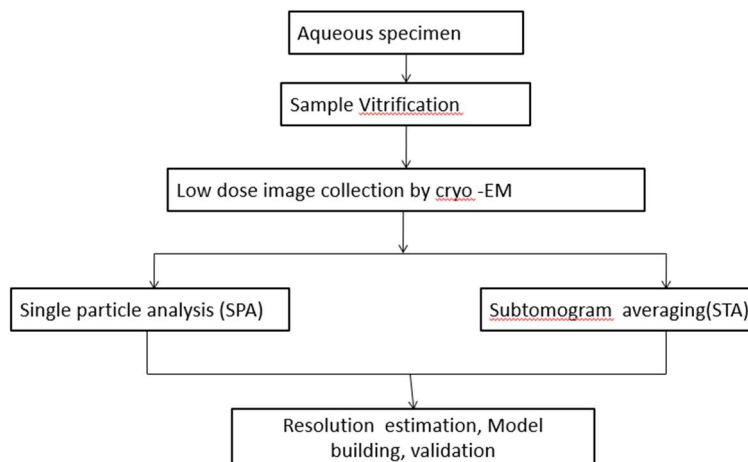 Aqueous specimen
Sample Vitrification
Low dose image collection by cryo -EM
Single particle analysis (SPA)
Subtomogram averaging(STA)
Resolution estimation, Model
building, validation